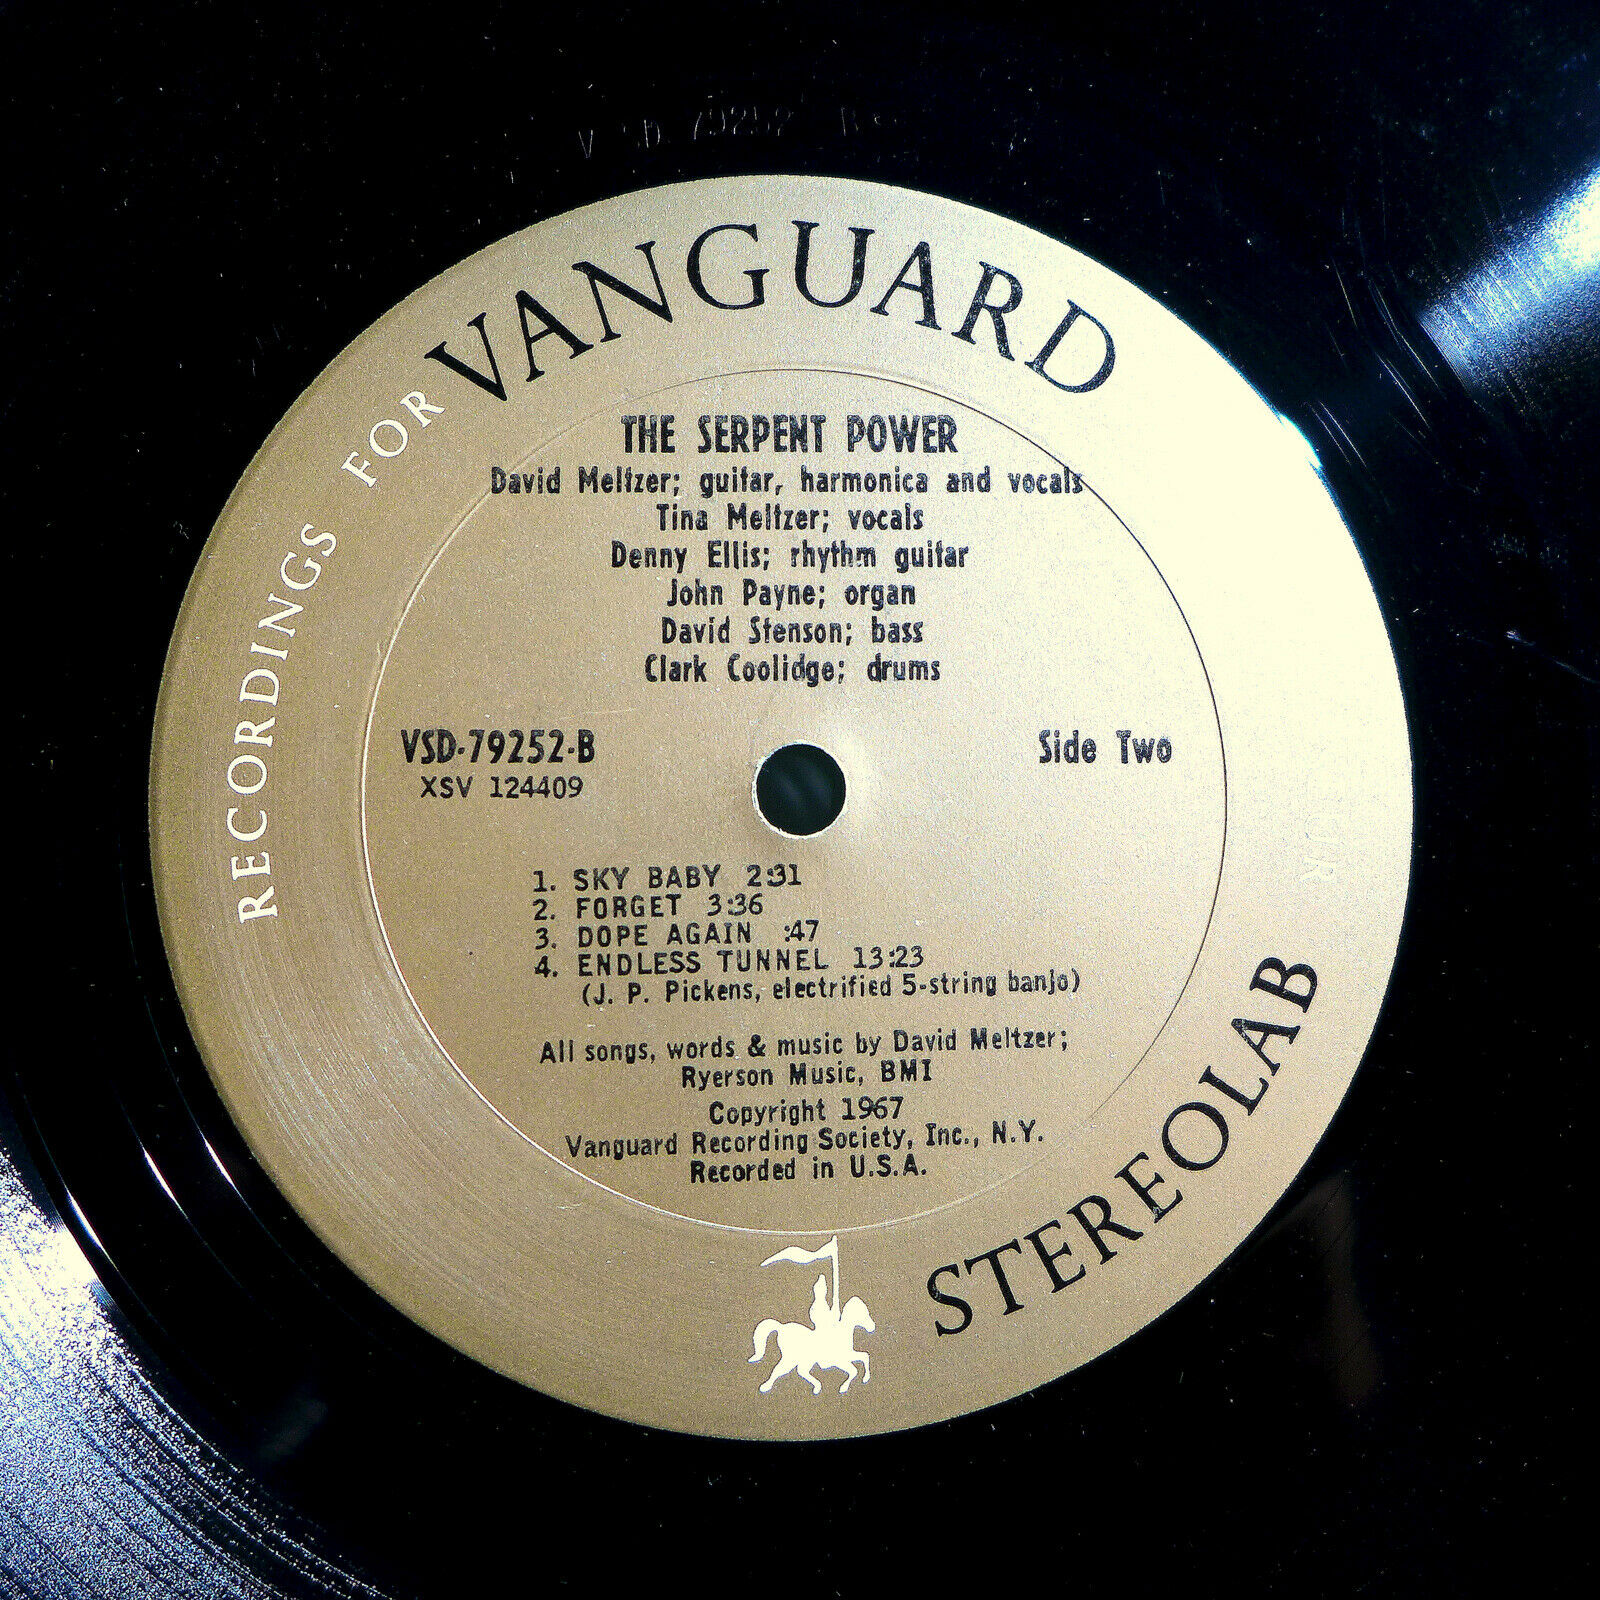 VSD 79252
RECORDINGS FOR VANGUARD
THE SERPENT POWER
David Meltzer; guitar, harmonica and vocals
Tina Meltzer; vocals
Denny Ellis; rhythm guitar
John Payne; organ
David Stenson; bass
Clark Coolidge; drums
VSD-79252-B
XSV 124409
Side Two
1. SKY BABY 2:31
2. FORGET 3:36
3. DOPE AGAIN :47
4. ENDLESS TUNNEL 13:23
(J. P. Pickens, electrified 5-string banjo)
All songs, words & music by David Meltzer;
Ryerson Music, BMI
Copyright 1967
Vanguard Recording Society, Inc., N.Y.
Recorded in U.S.A.
STEREOLAB